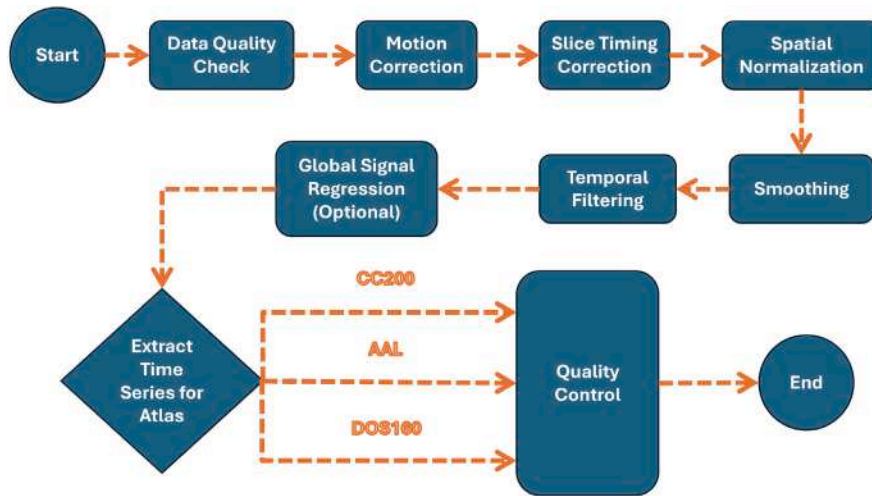 Start
Data Quality
Check
Motion
Correction
Slice Timing
Correction
Spatial
Normalization
Global Signal
Regression
(Optional)
Temporal
Filtering
Smoothing
CC200
Extract
Time
Series for
Atlas
AAL
DOS160
Quality
Control
End